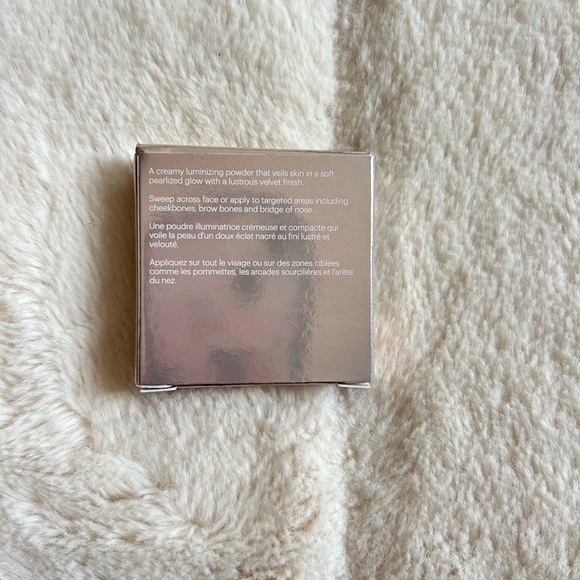 A creamy luminizing powder that veils skin in a soft
pearlized glow with a lustrous velvet finish.
Sweep across face or apply to targeted areas including
cheekbones, brow bones and bridge of nose.
Une poudre illuminatrice crémeuse et compacte qui
voile la peau d'un doux éclat nacré au fini lustré et
velouté.
Appliquez sur tout le visage ou sur des zones ciblées
comme les pommettes, les arcades sourcilières et l'arête
du nez.